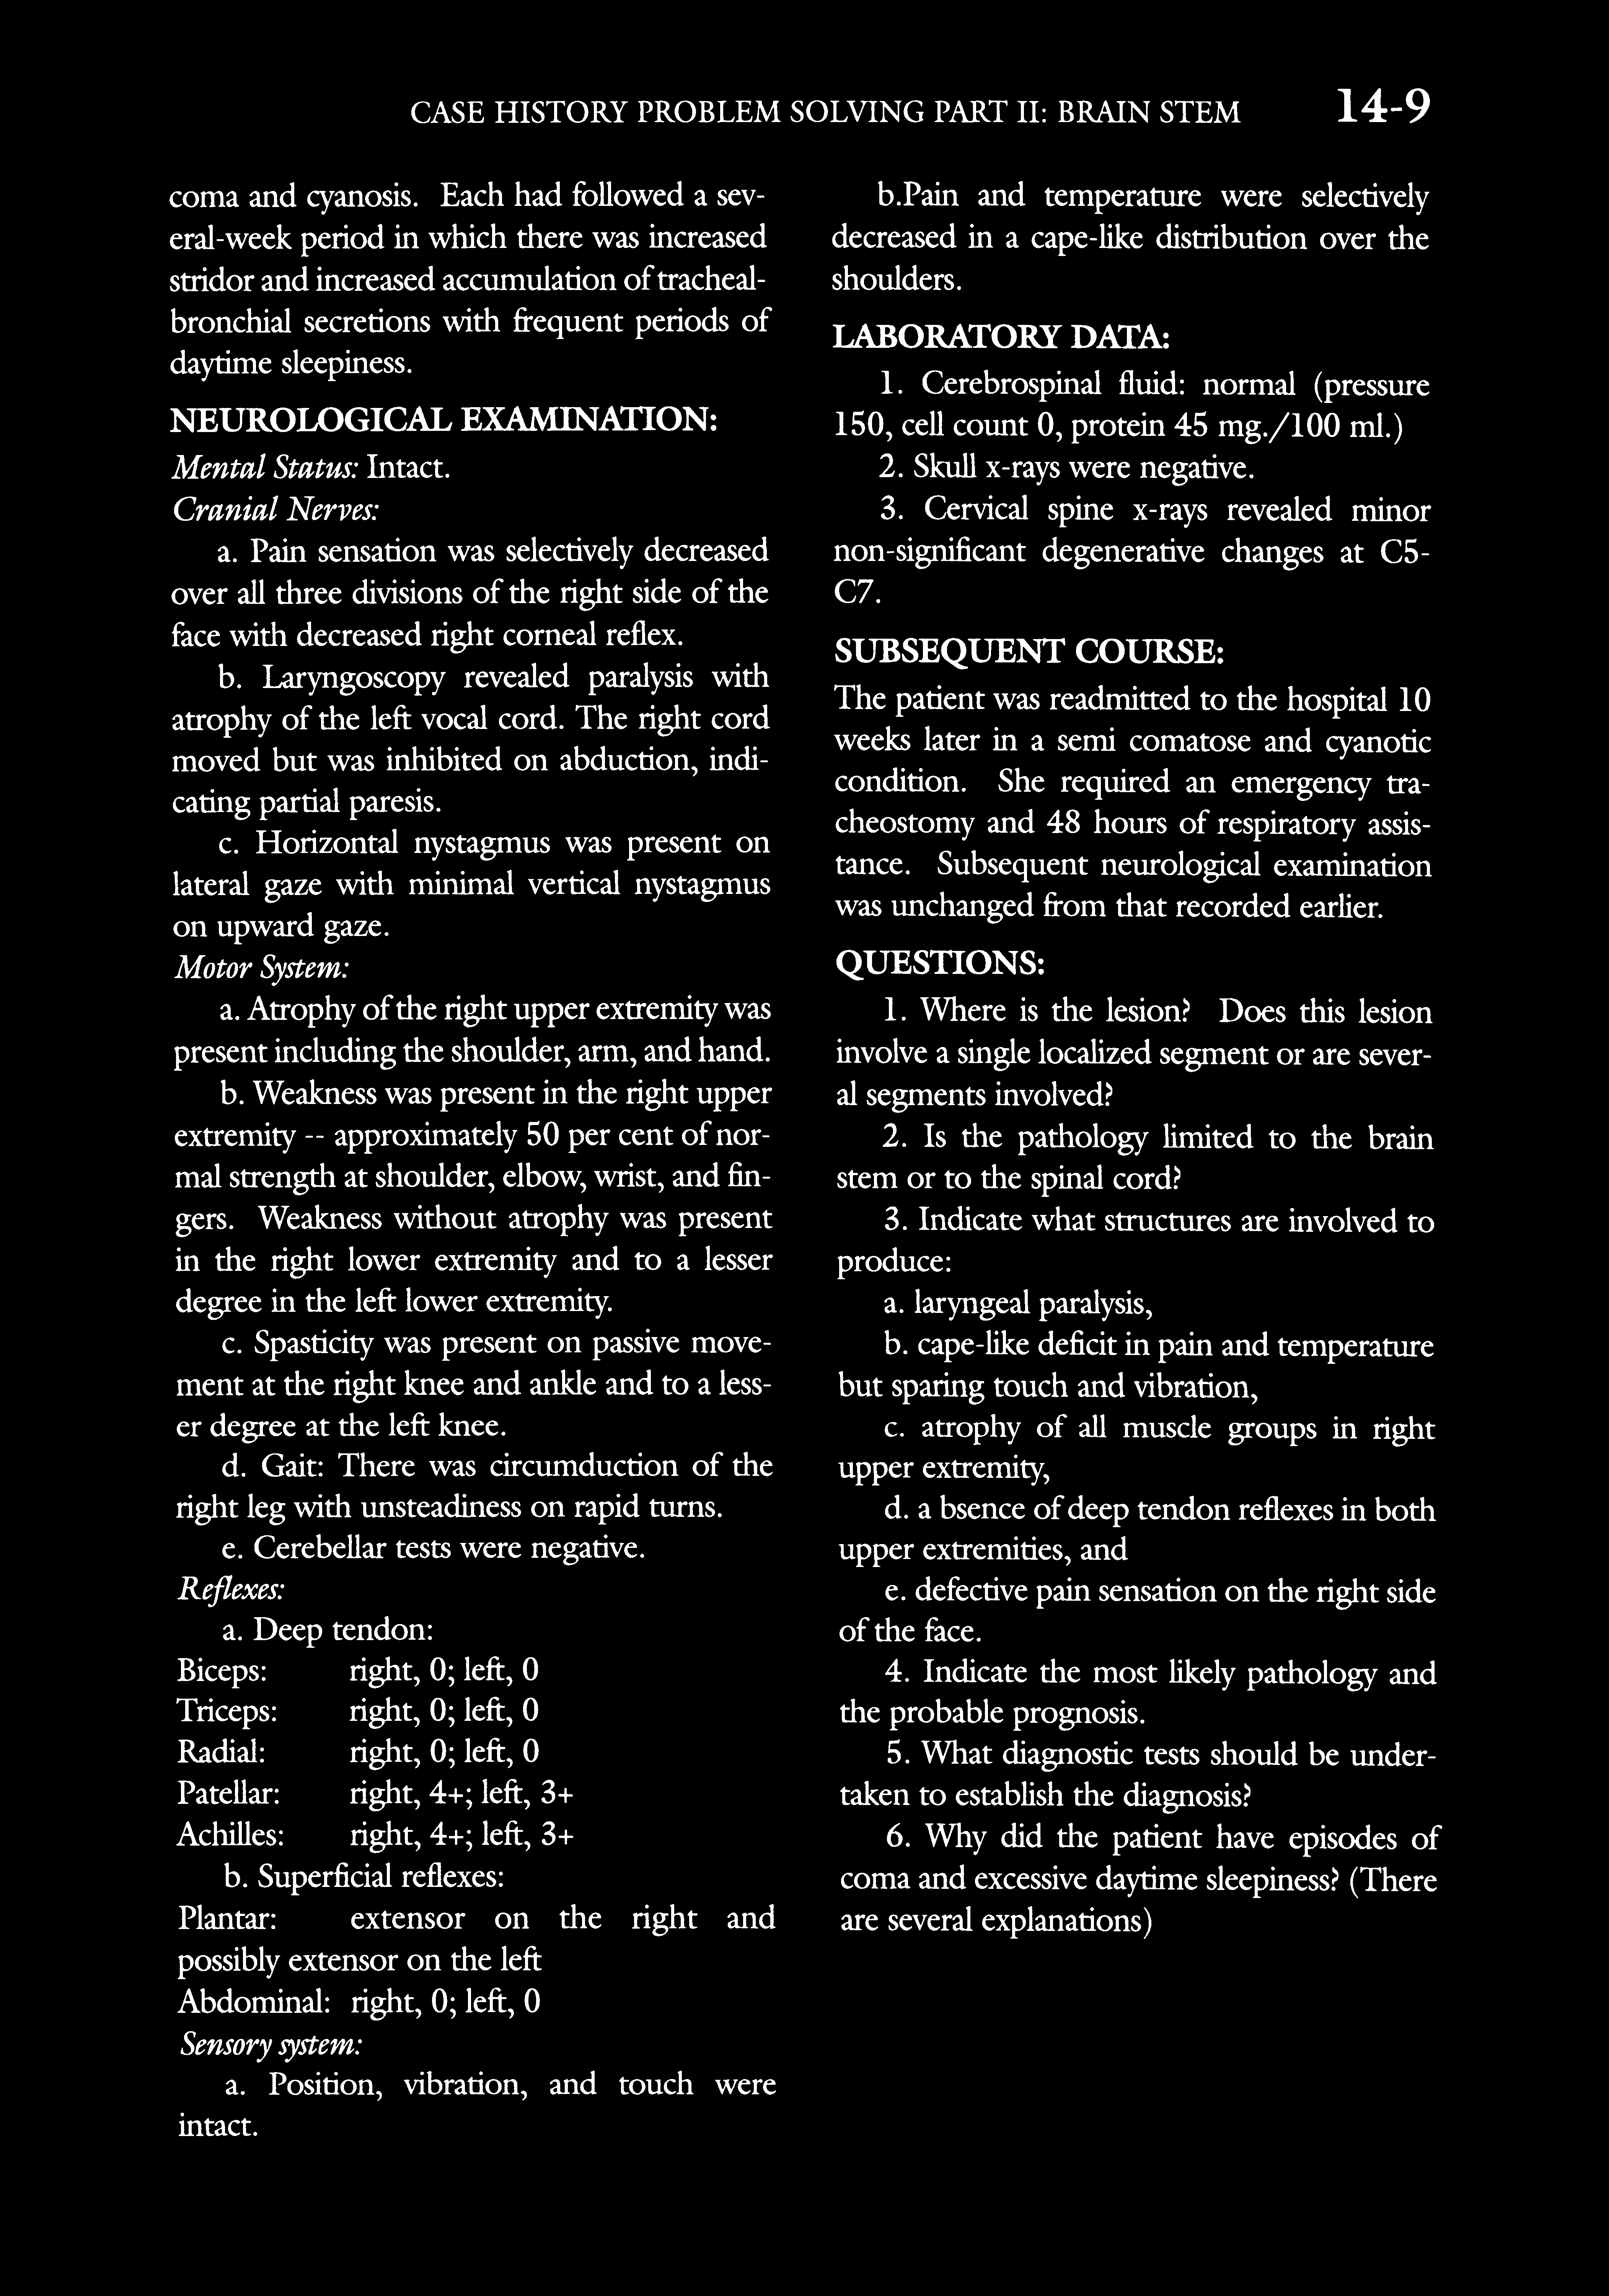 CASE HISTORY PROBLEM SOLVING PART II: BRAIN STEM 14-9
coma and cyanosis. Each had followed a sev-
eral-week period in which there was increased
stridor and increased accumulation of tracheal-
bronchial secretions with frequent periods of
daytime sleepiness.
NEUROLOGICAL EXAMINATION:
Mental Status: Intact.
Cranial Nerves:
a. Pain sensation was selectively decreased
over all three divisions of the right side of the
face with decreased right corneal reflex.
b. Laryngoscopy revealed paralysis with
atrophy of the left vocal cord. The right cord
moved but was inhibited on abduction, indi-
cating partial paresis.
c. Horizontal nystagmus was present on
lateral gaze with minimal vertical nystagmus
on upward gaze.
Motor System:
a. Atrophy of the right upper extremity was
present including the shoulder, arm, and hand.
b. Weakness was present in the right upper
extremity -- approximately 50 per cent of nor-
mal strength at shoulder, elbow, wrist, and fin-
gers. Weakness without atrophy was present
in the right lower extremity and to a lesser
degree in the left lower extremity.
c. Spasticity was present on passive move-
ment at the right knee and ankle and to a less-
er degree at the left knee.
d. Gait: There was circumduction of the
right leg with unsteadiness on rapid turns.
e. Cerebellar tests were negative.
Reflexes:
a. Deep tendon:
Biceps: right, 0; left, 0
Triceps: right, 0; left, 0
Radial: right, 0; left, 0
Patellar: right, 4+; left, 3+
Achilles: right, 4+; left, 3+
b. Superficial reflexes:
Plantar: extensor on the right and
possibly extensor on the left
Abdominal: right, 0; left, 0
Sensory system:
a. Position, vibration, and touch were
intact.
b.Pain and temperature were selectively
decreased in a cape-like distribution over the
shoulders.
LABORATORY DATA:
1. Cerebrospinal fluid: normal (pressure
150, cell count 0, protein 45 mg./100 ml.)
2. Skull x-rays were negative.
3. Cervical spine x-rays revealed minor
non-significant degenerative changes at C5-
C7.
SUBSEQUENT COURSE:
The patient was readmitted to the hospital 10
weeks later in a semi comatose and cyanotic
condition. She required an emergency tra-
cheostomy and 48 hours of respiratory assis-
tance. Subsequent neurological examination
was unchanged from that recorded earlier.
QUESTIONS:
1. Where is the lesion? Does this lesion
involve a single localized segment or are sever-
al segments involved?
2. Is the pathology limited to the brain
stem or to the spinal cord?
3. Indicate what structures are involved to
produce:
a. laryngeal paralysis,
b. cape-like deficit in pain and temperature
but sparing touch and vibration,
c. atrophy of all muscle groups in right
upper extremity,
d. a bsence of deep tendon reflexes in both
upper extremities, and
e. defective pain sensation on the right side
of the face.
4. Indicate the most likely pathology and
the probable prognosis.
5. What diagnostic tests should be under-
taken to establish the diagnosis?
6. Why did the patient have episodes of
coma and excessive daytime sleepiness? (There
are several explanations)